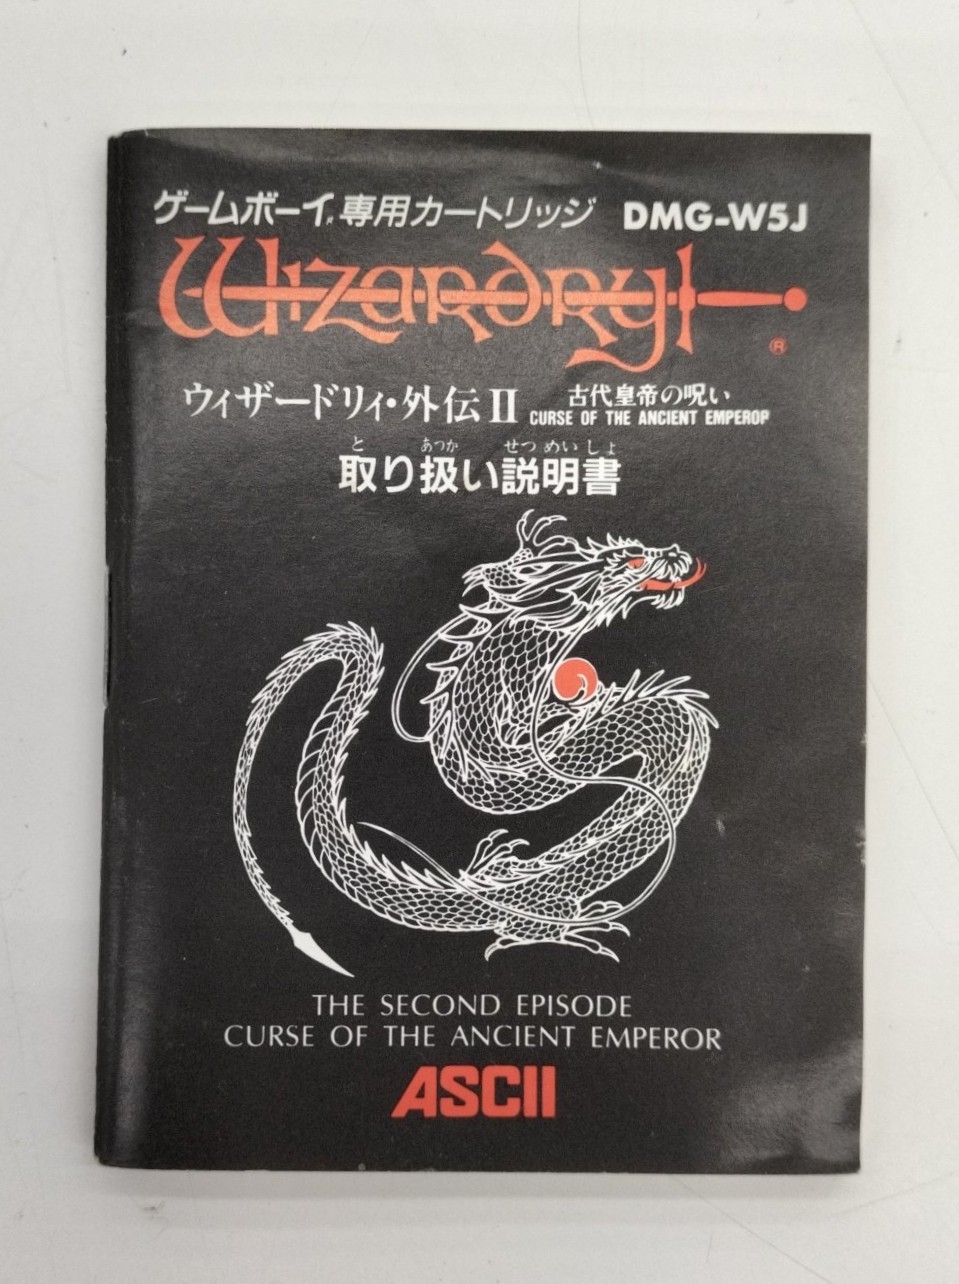 ゲームボーイ®専用カートリッジ DMG-W5J
Wizardry®
ウィザードリィ・外伝II 古代皇帝の呪い
CURSE OF THE ANCIENT EMPEROP
と あつか せつめいしょ
取り扱い説明書
THE SECOND EPISODE
CURSE OF THE ANCIENT EMPEROR
ASCII